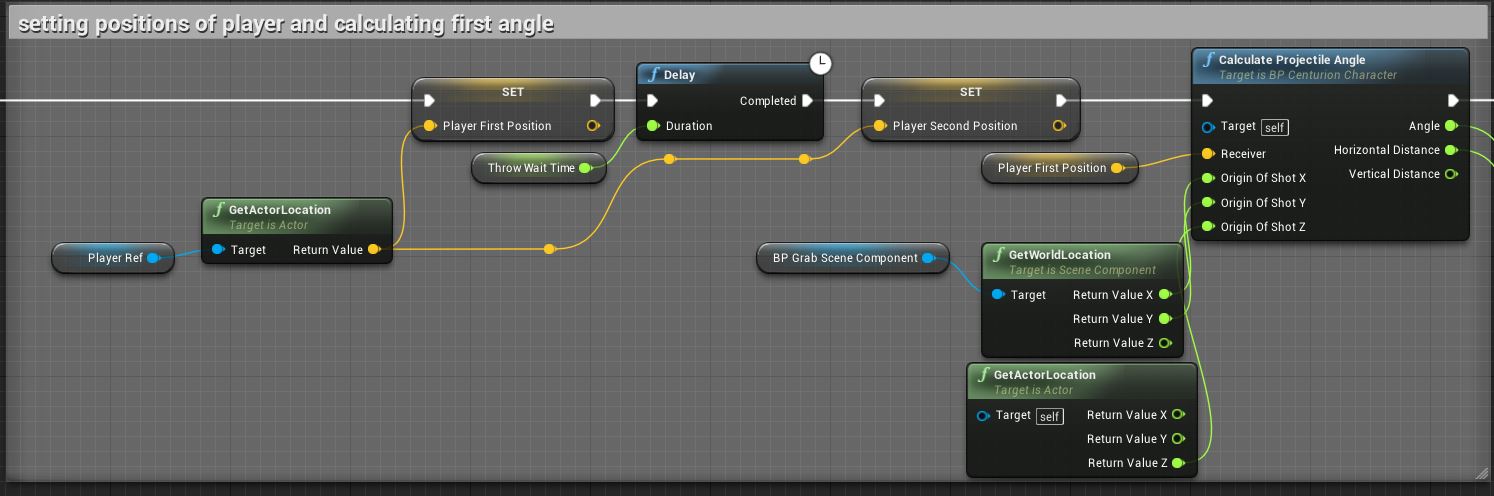 setting positions of player and calculating first angle
SET
Player First Position
Delay
Completed
Duration
Throw Wait Time
SET
Player Second Position
Player First Position
Calculate Projectile Angle
Target is BP Centurion Character
Target self
Angle
Receiver
Horizontal Distance
Origin Of Shot X
Vertical Distance
Origin Of Shot Y
Origin Of Shot Z
Player Ref
GetActorLocation
Target is Actor
Target
Return Value
BP Grab Scene Component
GetWorldLocation
Target is Scene Component
Target
Return Value X
Return Value Y
Return Value Z
GetActorLocation
Target is Actor
Target self
Return Value X
Return Value Y
Return Value Z